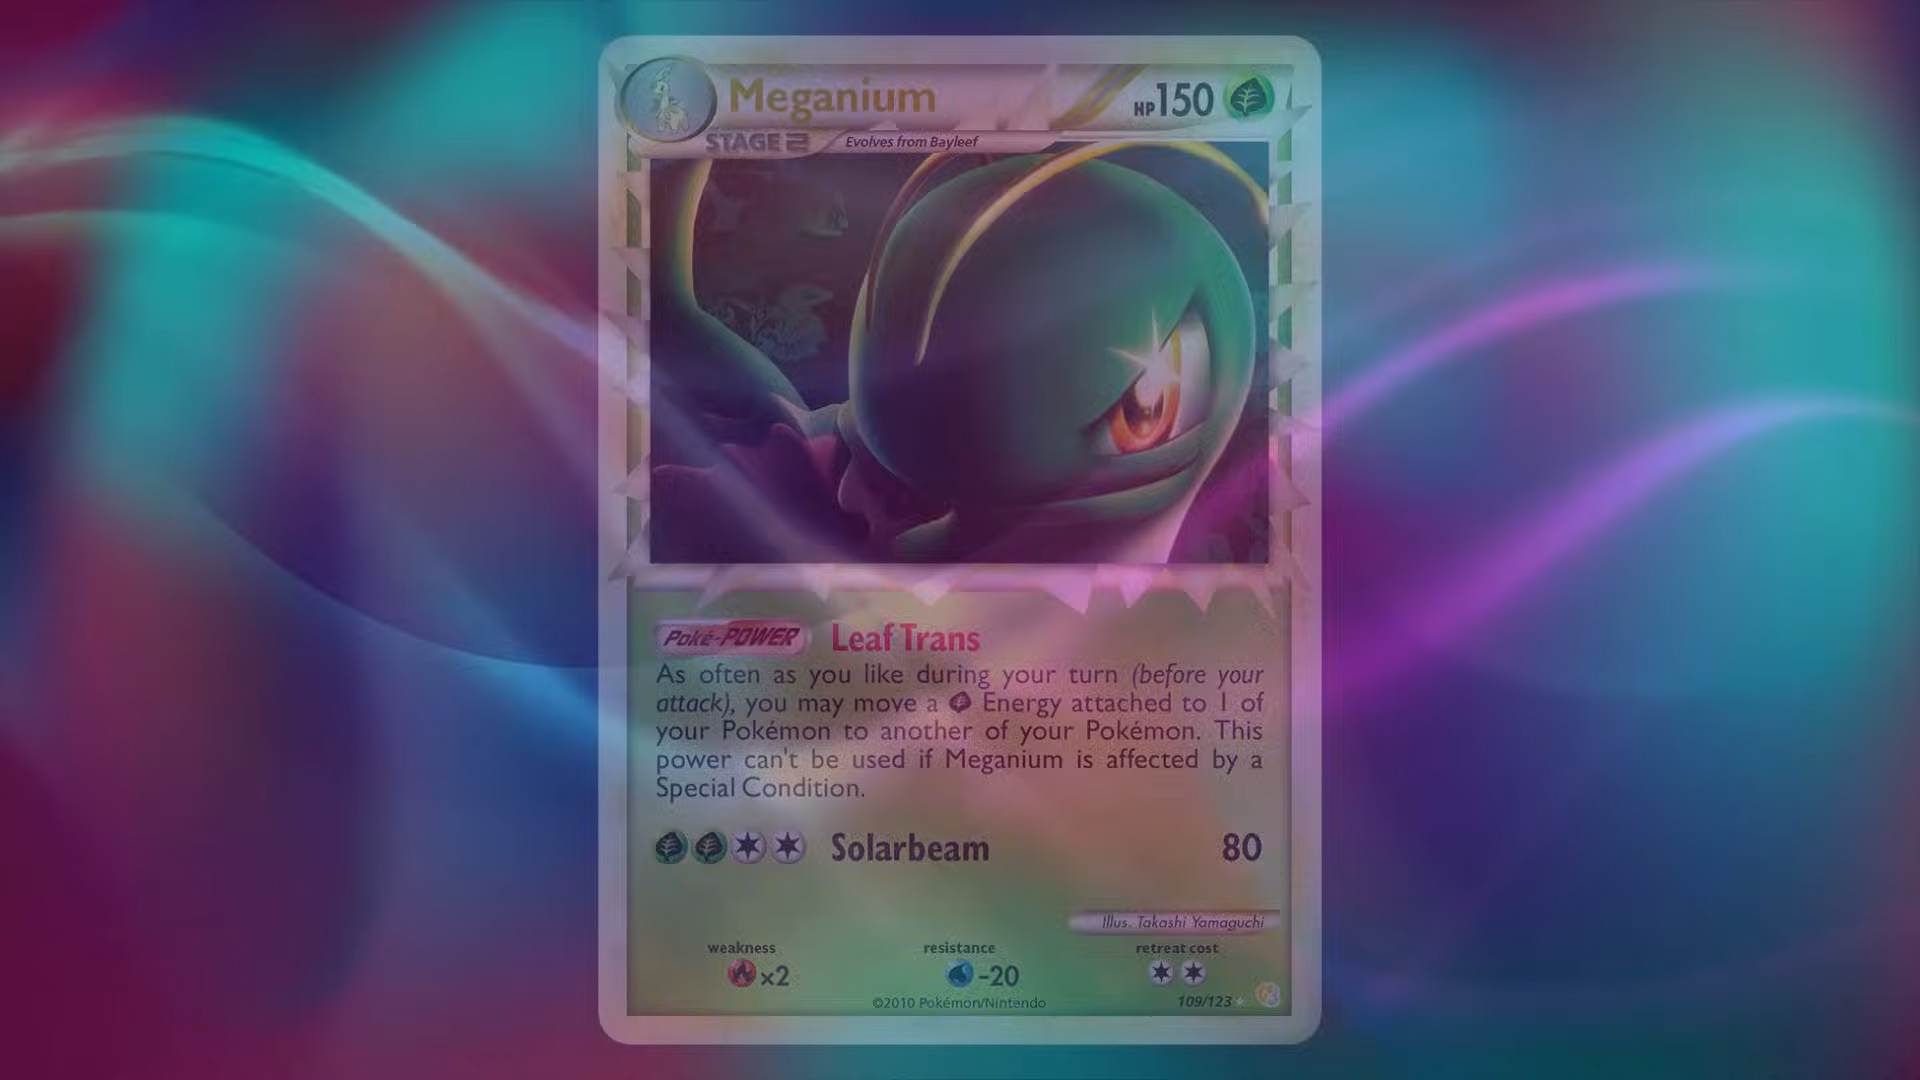 Meganium HP150
STAGE 2 Evolves from Bayleef
Poké-POWER Leaf Trans
As often as you like during your turn (before your
attack), you may move a Energy attached to 1 of
your Pokémon to another of your Pokémon. This
power can't be used if Meganium is affected by a
Special Condition.
Solarbeam 80
Illus. Takashi Yamaguchi
weakness resistance retreat cost
x2 -20
©2010 Pokémon/Nintendo 109/123